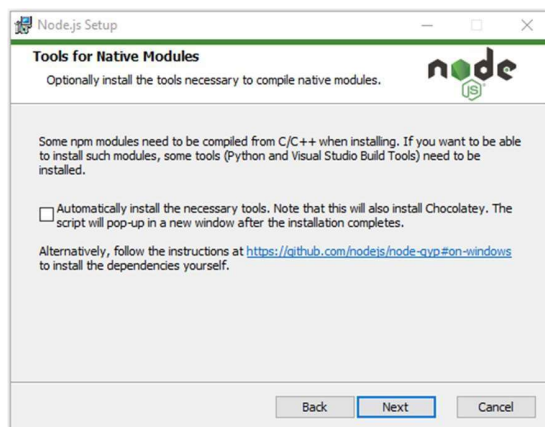 Node.js Setup
Tools for Native Modules
Optionally install the tools necessary to compile native modules.
node
JS
Some npm modules need to be compiled from C/C++ when installing. If you want to be able
to install such modules, some tools (Python and Visual Studio Build Tools) need to be
installed.
Automatically install the necessary tools. Note that this will also install Chocolatey. The
script will pop-up in a new window after the installation completes.
Alternatively, follow the instructions at https://github.com/nodejs/node-gyp#on-windows
to install the dependencies yourself.
Back Next Cancel